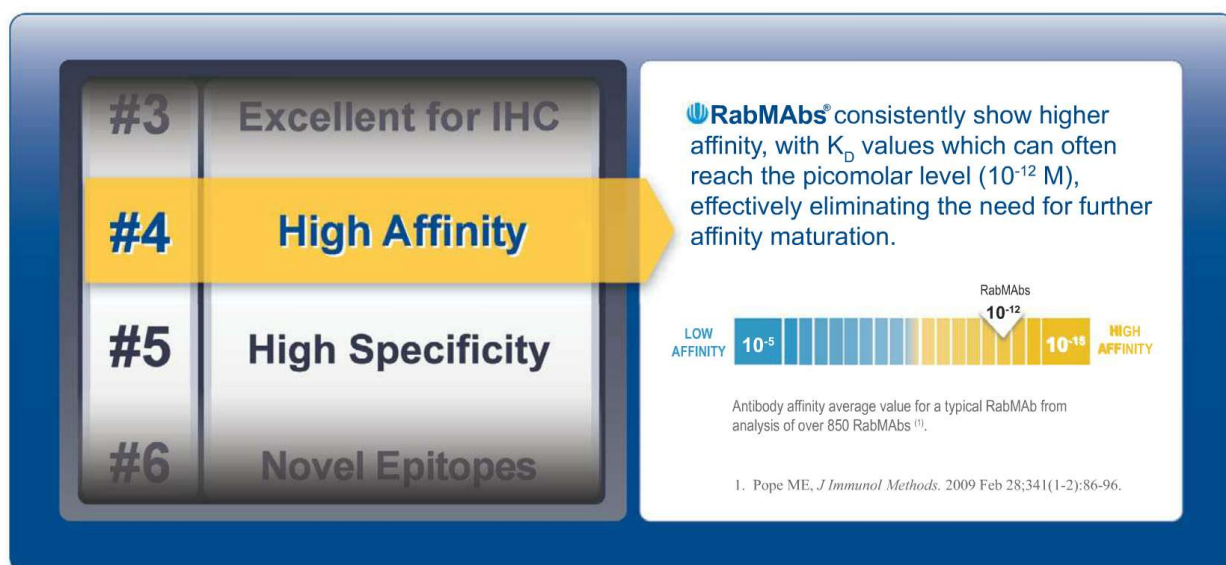 #3 Excellent for IHC
#4 High Affinity
#5 High Specificity
#6 Novel Epitopes
RabMAbs® consistently show higher
affinity, with K_D values which can often
reach the picomolar level (10⁻¹² M),
effectively eliminating the need for further
affinity maturation.
RabMAbs
10⁻¹²
LOW
AFFINITY
10⁻⁵
10⁻¹⁵
HIGH
AFFINITY
Antibody affinity average value for a typical RabMAb from
analysis of over 850 RabMAbs ⁽¹⁾.
1. Pope ME, J Immunol Methods. 2009 Feb 28;341(1-2):86-96.